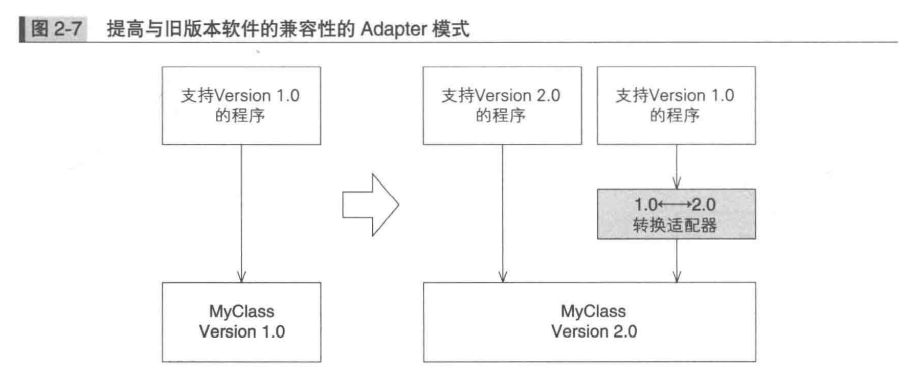 图 2-7 提高与旧版本软件的兼容性的 Adapter 模式
支持Version 1.0
的程序
MyClass
Version 1.0
支持Version 2.0
的程序
支持Version 1.0
的程序
1.0⟷2.0
转换适配器
MyClass
Version 2.0